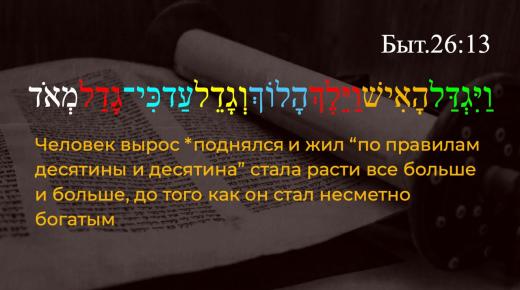 Быт.26:13
וַיִּגְדַּל הָאִישׁ וַיֵּלֶךְ הָלוֹךְ וְגָדֵל עַד כִּי־גָדַל מְאֹד
Человек вырос *поднялся и жил “по правилам
десятины и десятина” стала расти все больше
и больше, до того как он стал несметно
богатым